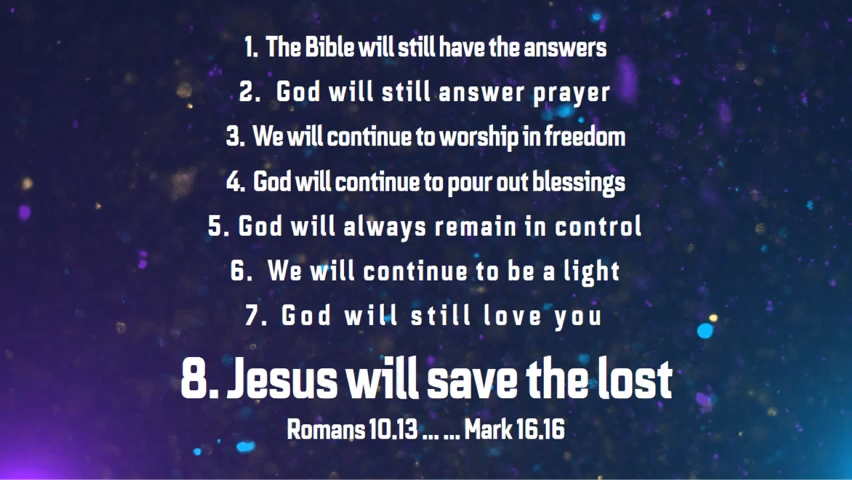 1. The Bible will still have the answers
2. God will still answer prayer
3. We will continue to worship in freedom
4. God will continue to pour out blessings
5. God will always remain in control
6. We will continue to be a light
7. God will still love you
8. Jesus will save the lost
Romans 10.13 ... ... Mark 16.16